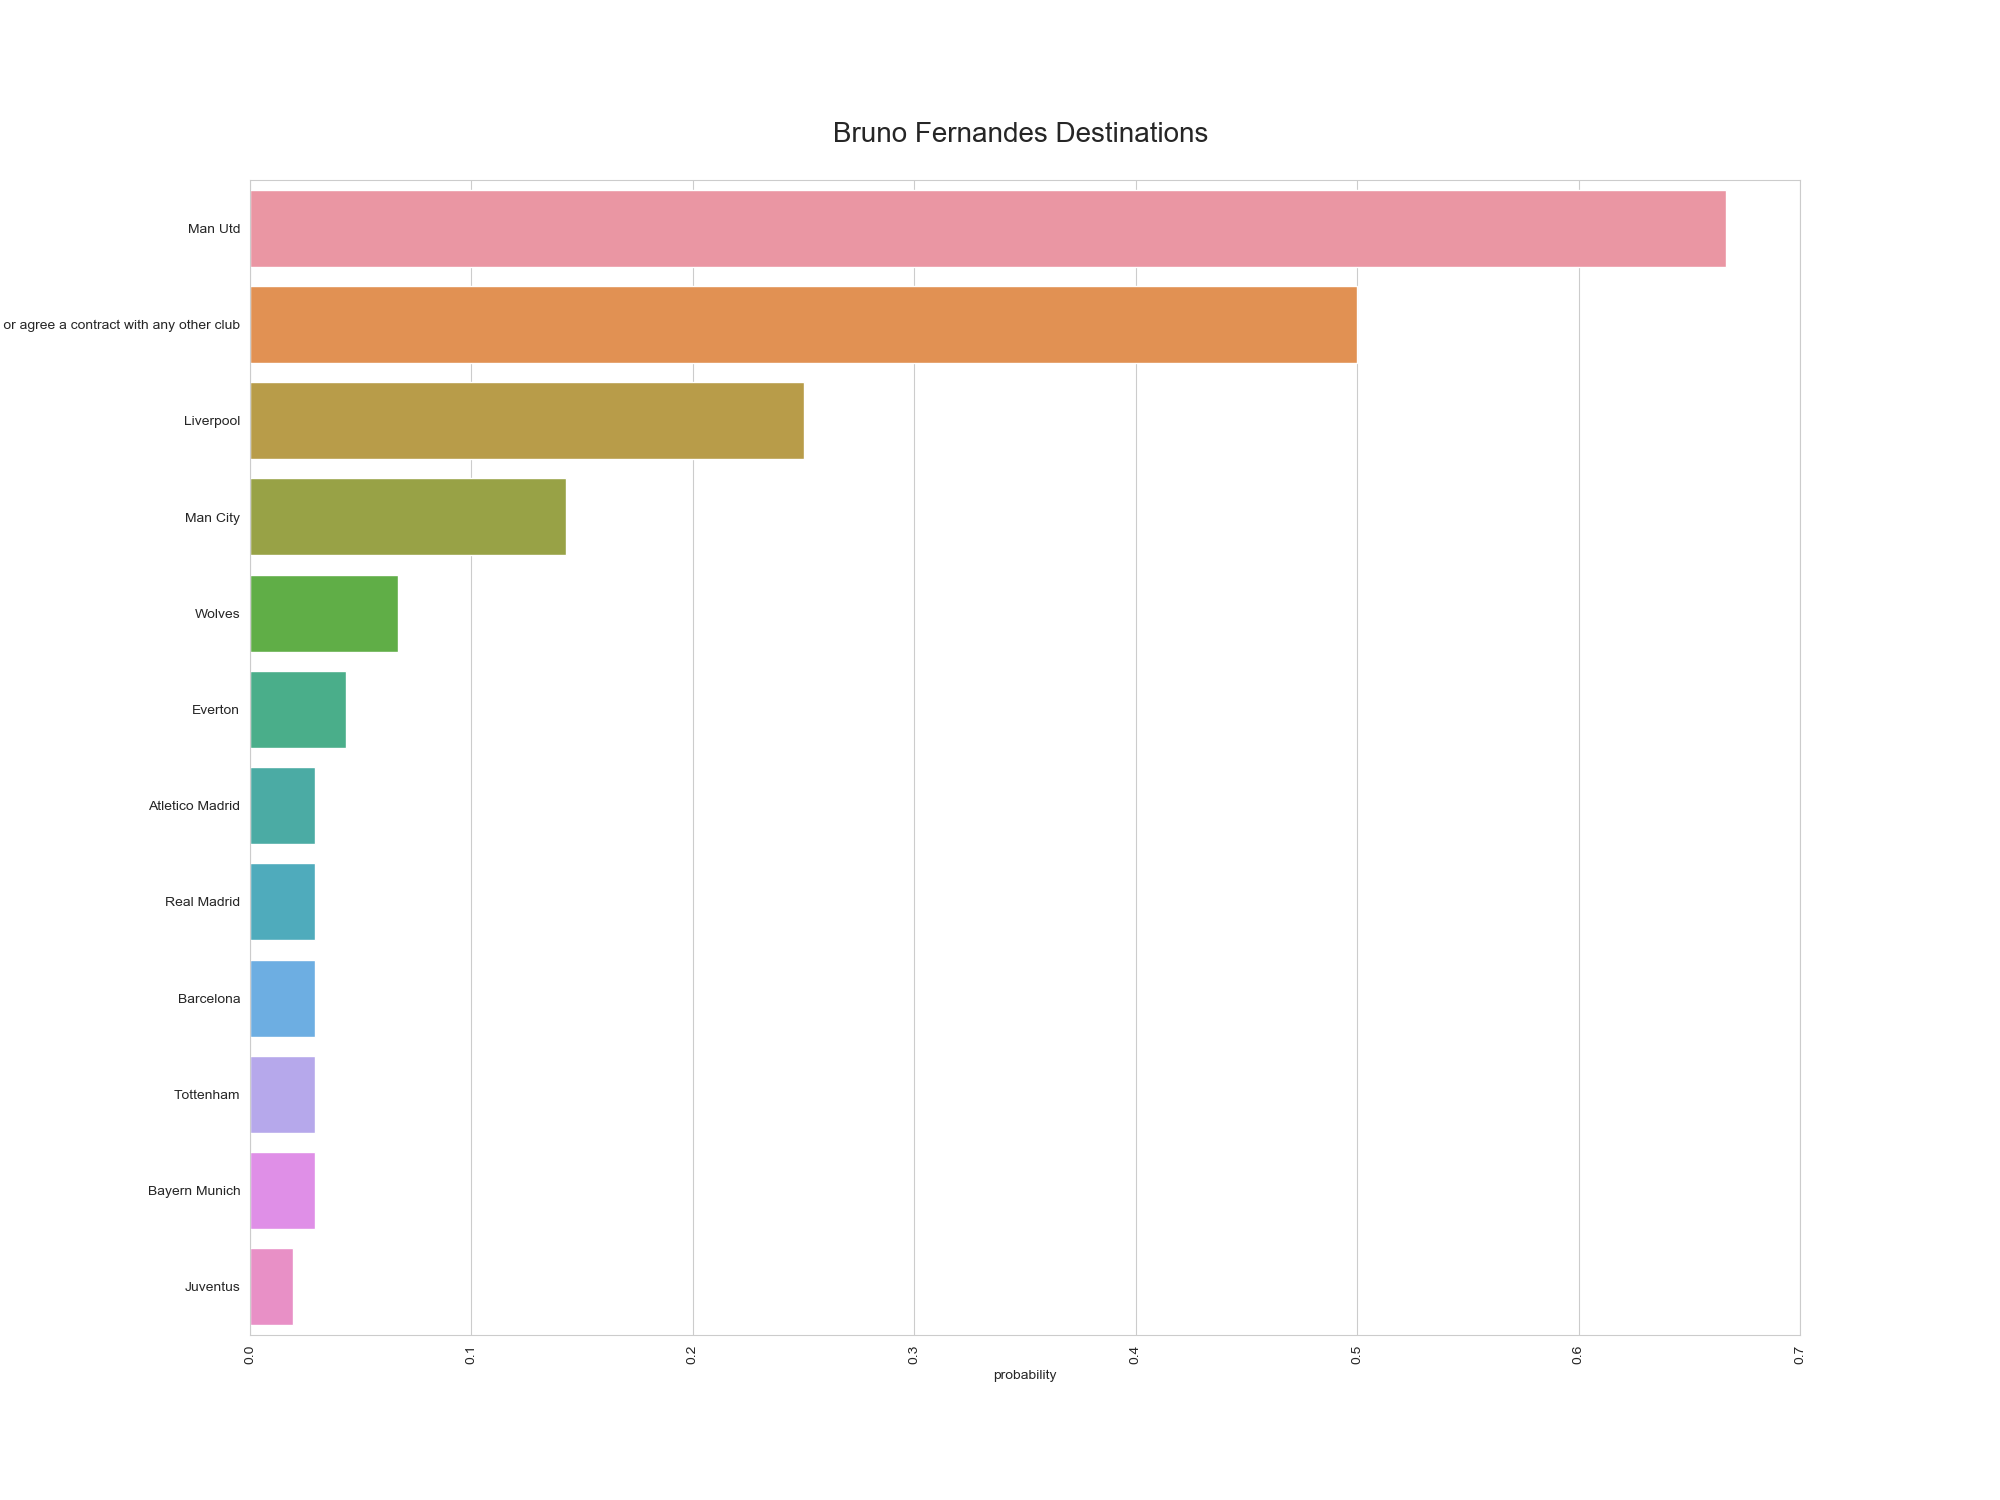 Bruno Fernandes Destinations
Man Utd
or agree a contract with any other club
Liverpool
Man City
Wolves
Everton
Atletico Madrid
Real Madrid
Barcelona
Tottenham
Bayern Munich
Juventus
0.0 0.1 0.2 0.3 0.4 0.5 0.6 0.7
probability